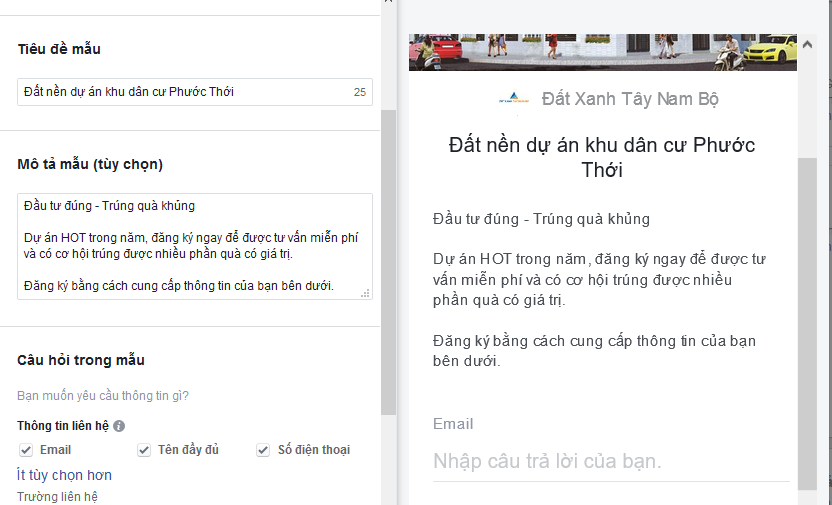 Tiêu đề mẫu
Đất nền dự án khu dân cư Phước Thới
25
Mô tả mẫu (tùy chọn)
Đầu tư đúng - Trúng quà khủng
Dự án HOT trong năm, đăng ký ngay để được tư vấn miễn phí
và có cơ hội trúng được nhiều phần quà có giá trị.
Đăng ký bằng cách cung cấp thông tin của bạn bên dưới.
Câu hỏi trong mẫu
Bạn muốn yêu cầu thông tin gì?
Thông tin liên hệ
Email
Tên đầy đủ
Số điện thoại
Ít tùy chọn hơn
Trường liên hệ
Đất Xanh Tây Nam Bộ
Đất nền dự án khu dân cư Phước
Thới
Đầu tư đúng - Trúng quà khủng
Dự án HOT trong năm, đăng ký ngay để được tư
vấn miễn phí và có cơ hội trúng được nhiều
phần quà có giá trị.
Đăng ký bằng cách cung cấp thông tin của bạn
bên dưới.
Email
Nhập câu trả lời của bạn.